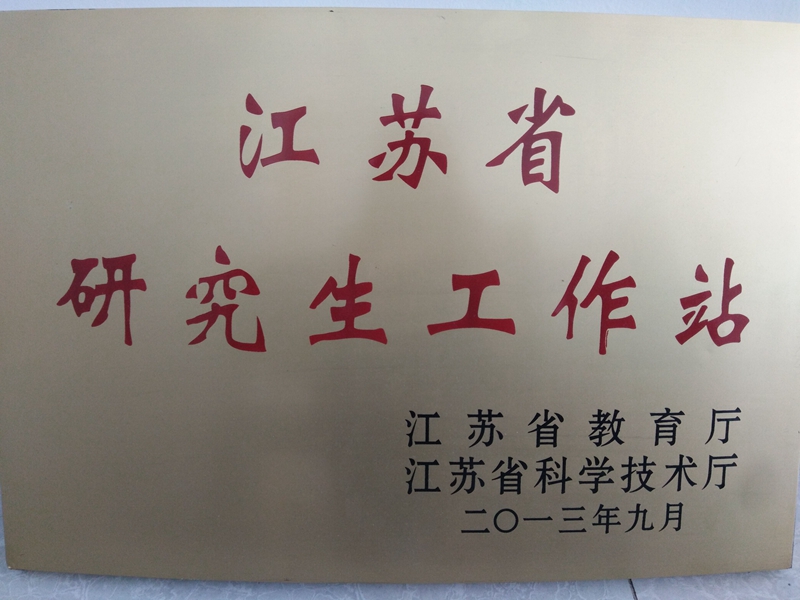 江苏省
研究生工作站
江苏省教育厅
江苏省科学技术厅
二〇一三年九月